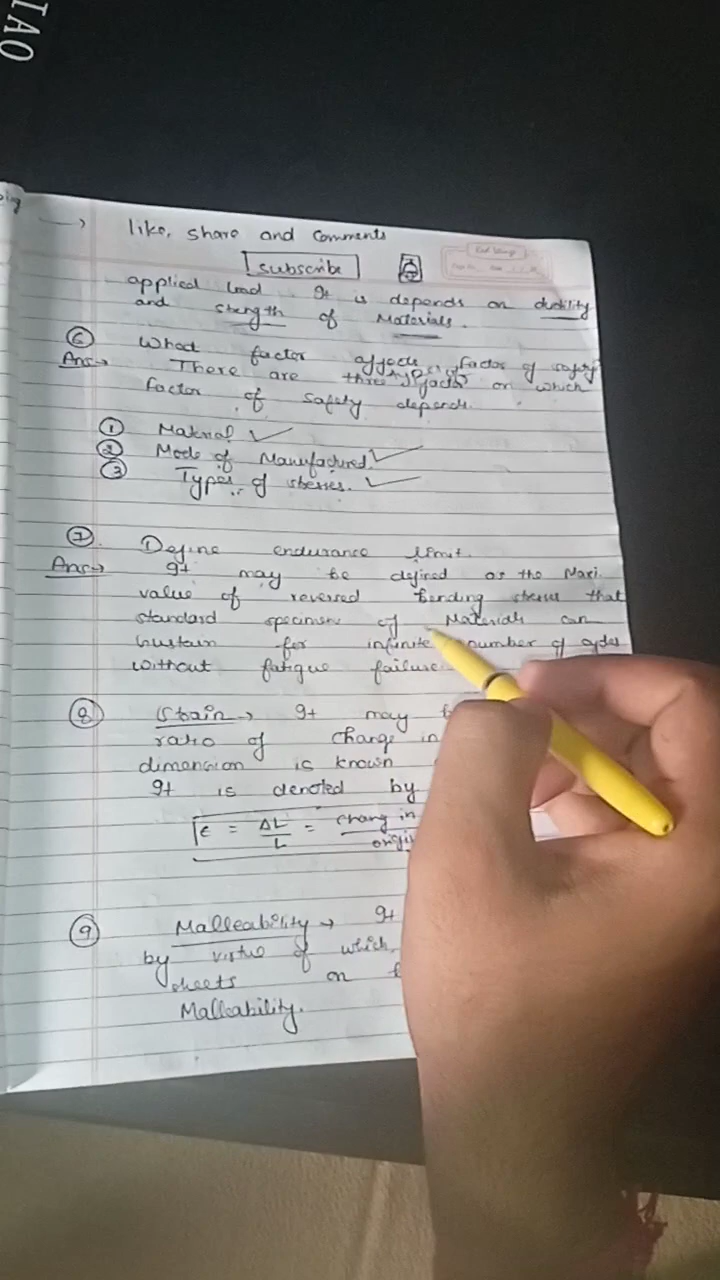 TAO
→ like, share and Comments
Subscribe
applied load It is depends on ductility
and stength of Materials.
⑥ What factor affects factor of safety
Ans→ There are three types factor on which
factor of safety depends.
① Material ✓
② Mode of Manufactured. ✓
③ Types of stresses. ✓
⑦ Define endurance limit.
Ans→ It may be defined as the Maxi.
value of reversed bending stress that
standard specimen of Materials can
sustain for infinite number of cycles
without fatigue failure.
⑧ Strain → It may
ratio of change in
dimansion is known
It is denoted by
ϵ = ΔL/L = chang in
⑨ Malleability → It
by virtue of which
sheets on
Malleability.